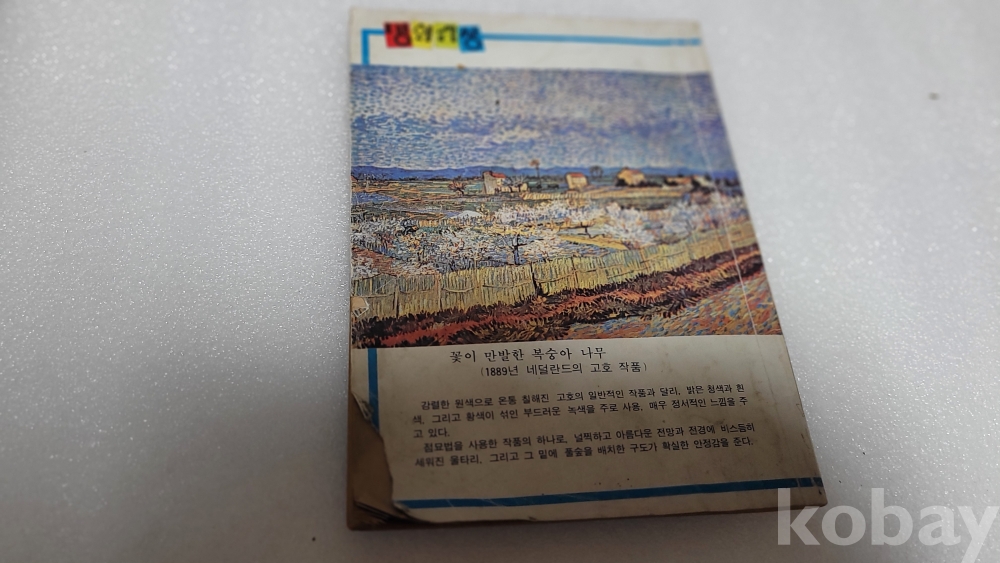 명화감상
꽃이 만발한 복숭아 나무
(1889년 네덜란드의 고호 작품)
강렬한 원색으로 온통 칠해진 고호의 일반적인 작품과 달리, 밝은 청색과 흰
색, 그리고 황색이 섞인 부드러운 녹색을 주로 사용, 매우 정서적인 느낌을 주
고 있다.
점묘법을 사용한 작품의 하나로, 널찍하고 아름다운 전망과 전경에 비스듬히
세워진 울타리, 그리고 그 밑에 풀숲을 배치한 구도가 확실한 안정감을 준다.
kobay